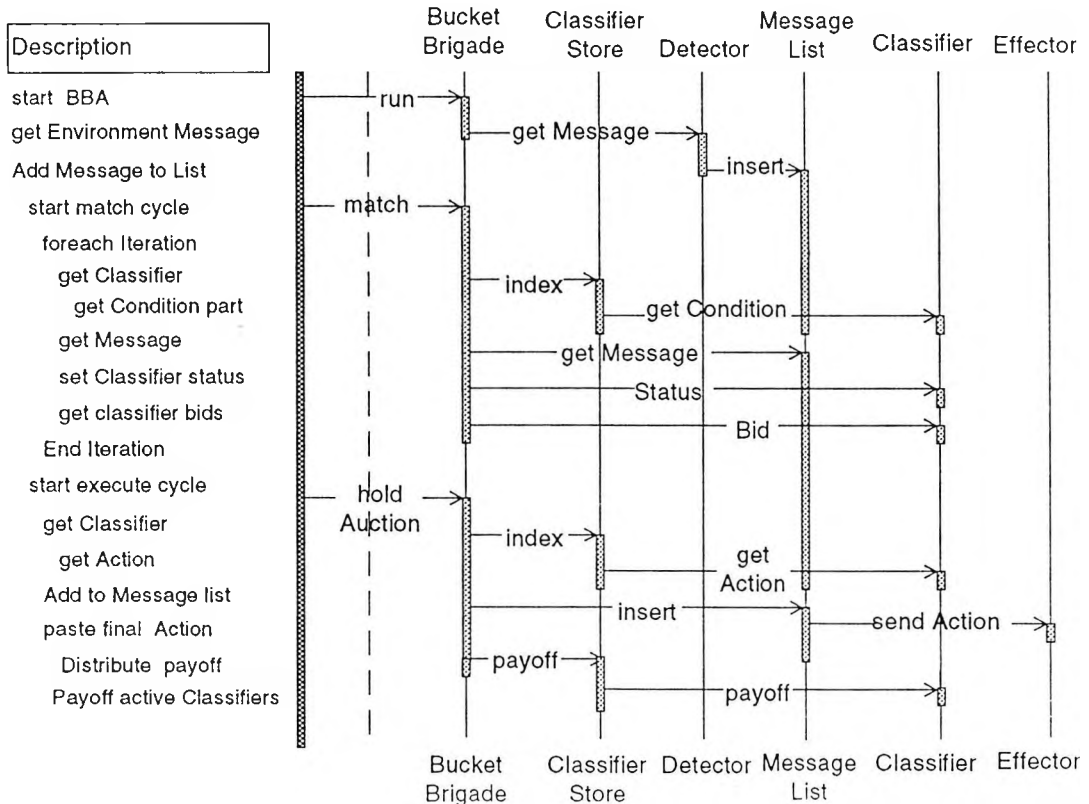 Description
Bucket
Brigade
Classifier
Store
Detector
Message
List
Classifier
Effector
start BBA
run
get Environment Message
get Message
Add Message to List
insert
start match cycle
match
foreach Iteration
get Classifier
index
get Condition part
get Condition
get Message
get Message
set Classifier status
Status
get classifier bids
Bid
End Iteration
start execute cycle
hold
Auction
get Classifier
index
get Action
get
Action
Add to Message list
insert
paste final Action
send Action
Distribute payoff
payoff
Payoff active Classifiers
payoff
Bucket
Brigade
Classifier
Store
Detector
Message
List
Classifier
Effector